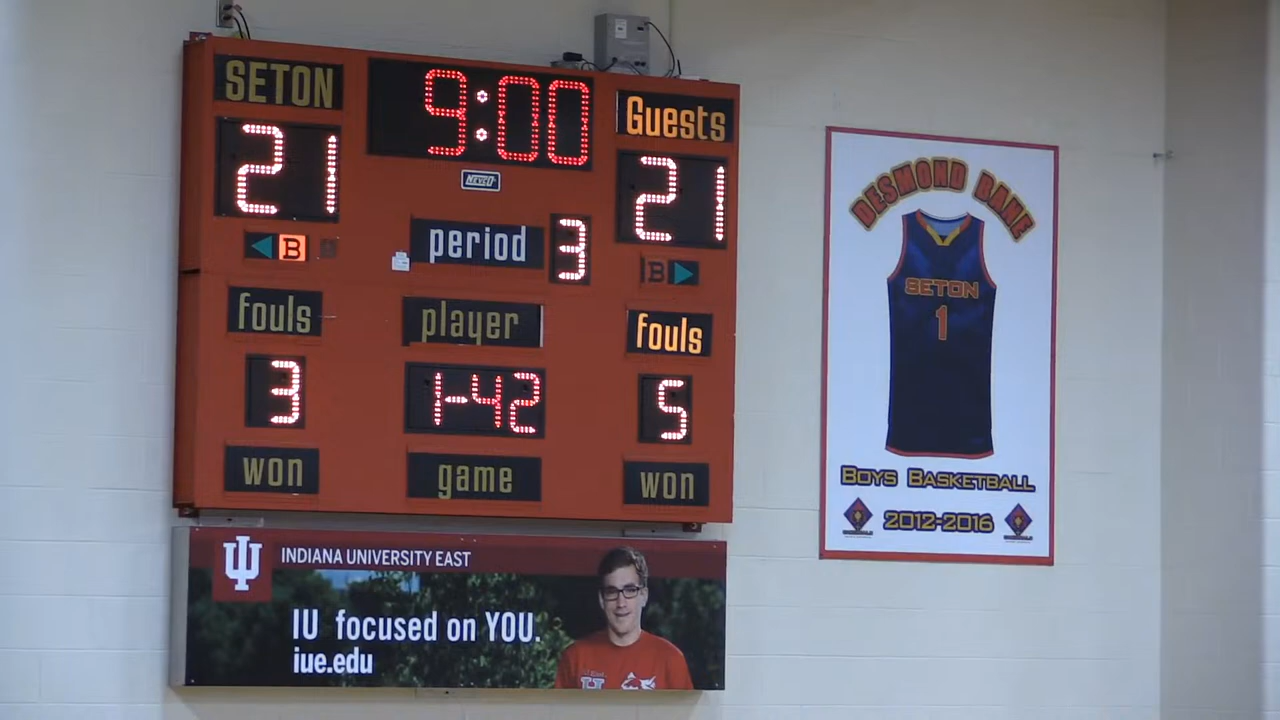 SETON
9:00
Guests
21
NEVCO
21
B
period
3
B
fouls
player
fouls
3
1-42
5
won
game
won
INDIANA UNIVERSITY EAST
IU focused on YOU.
iue.edu
DESMOND BANE
SETON
1
BOYS BASKETBALL
2012-2016